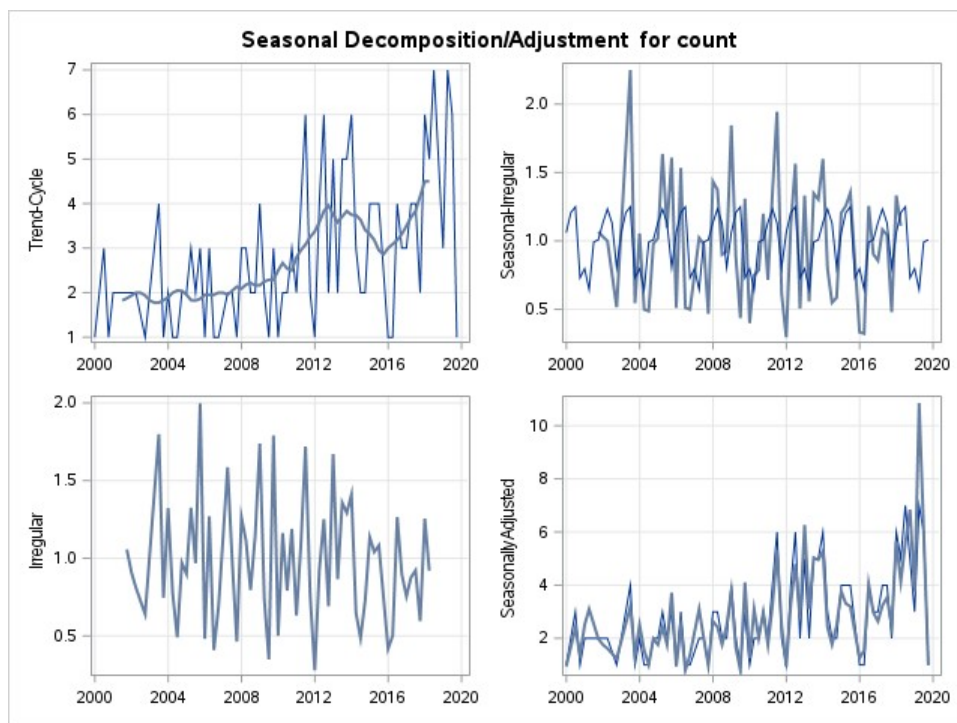 Seasonal Decomposition/Adjustment for count
Trend-Cycle
7
6
5
4
3
2
1
2000 2004 2008 2012 2016 2020
Seasonal-Irregular
2.0
1.5
1.0
0.5
2000 2004 2008 2012 2016 2020
Irregular
2.0
1.5
1.0
0.5
2000 2004 2008 2012 2016 2020
Seasonally Adjusted
10
8
6
4
2
2000 2004 2008 2012 2016 2020